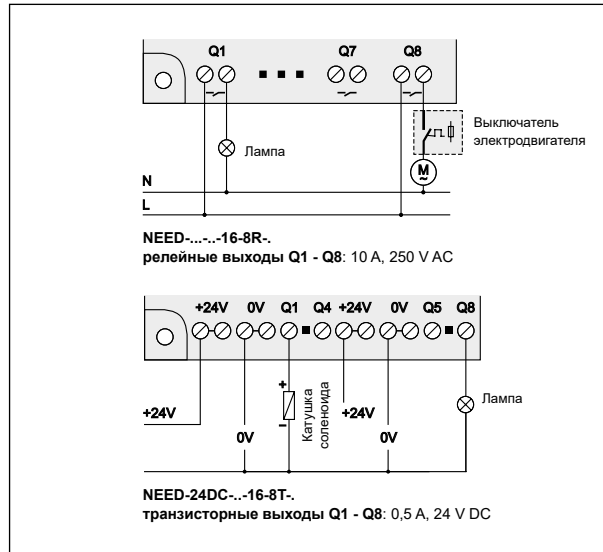 Q1 Q7 Q8
Выключатель
электродвигателя
Лампа
M
~
N
L
NEED-...-..-16-8R-.
релейные выходы Q1 - Q8: 10 A, 250 V AC
+24V 0V Q1 Q4 +24V 0V Q5 Q8
+
Катушка
соленоида
–
Лампа
+24V
+24V
0V
0V
NEED-24DC-..-16-8T-.
транзисторные выходы Q1 - Q8: 0,5 A, 24 V DC